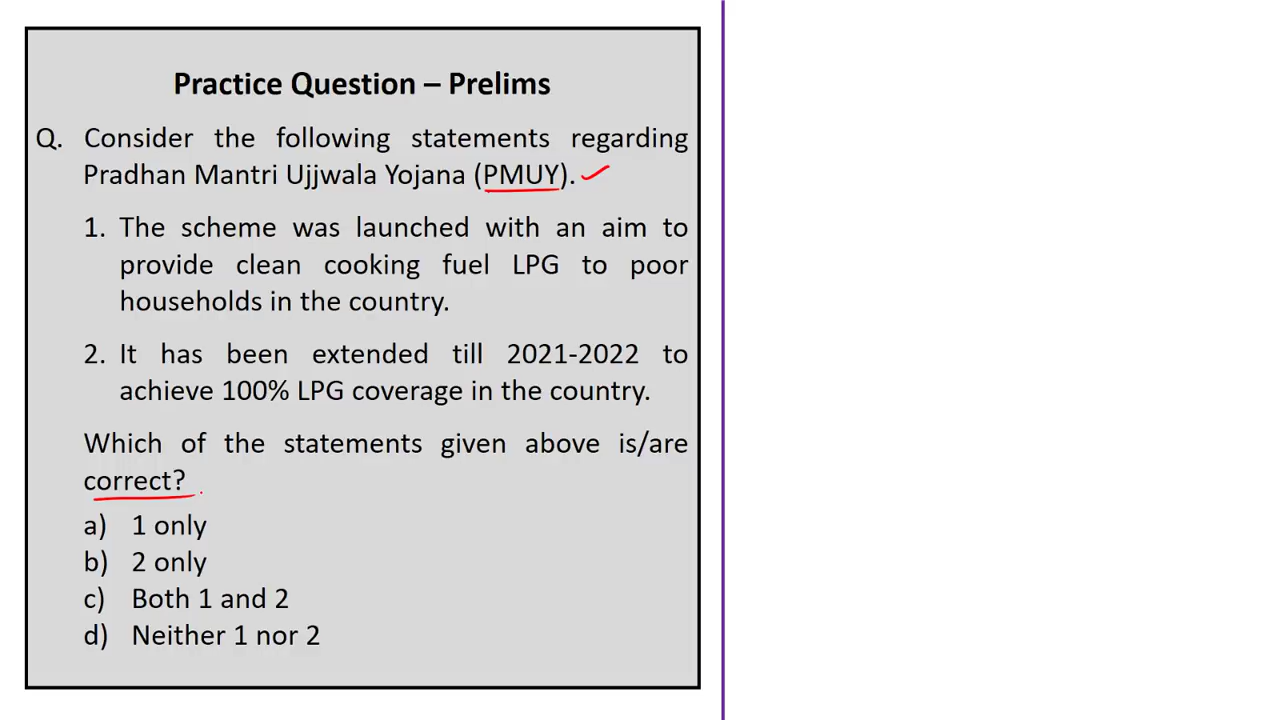 Practice Question – Prelims
Q. Consider the following statements regarding
Pradhan Mantri Ujjwala Yojana (PMUY).
1. The scheme was launched with an aim to
provide clean cooking fuel LPG to poor
households in the country.
2. It has been extended till 2021-2022 to
achieve 100% LPG coverage in the country.
Which of the statements given above is/are
correct?
a) 1 only
b) 2 only
c) Both 1 and 2
d) Neither 1 nor 2